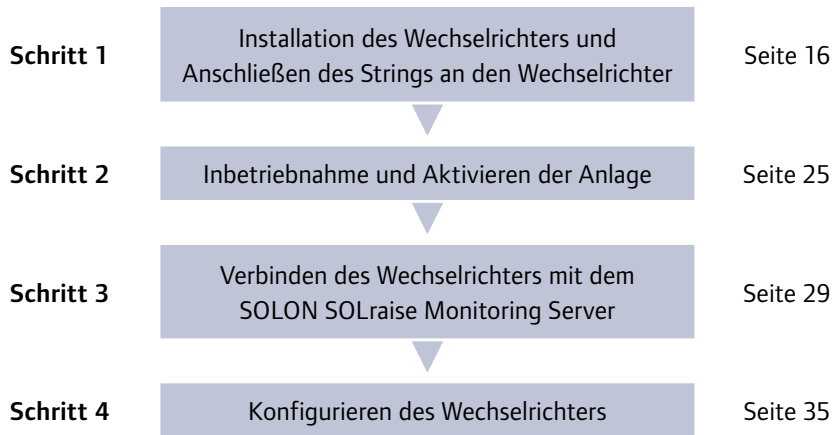 Schritt 1
Installation des Wechselrichters und
Anschließen des Strings an den Wechselrichter
Seite 16
Schritt 2
Inbetriebnahme und Aktivieren der Anlage
Seite 25
Schritt 3
Verbinden des Wechselrichters mit dem
SOLON SOLraise Monitoring Server
Seite 29
Schritt 4
Konfigurieren des Wechselrichters
Seite 35